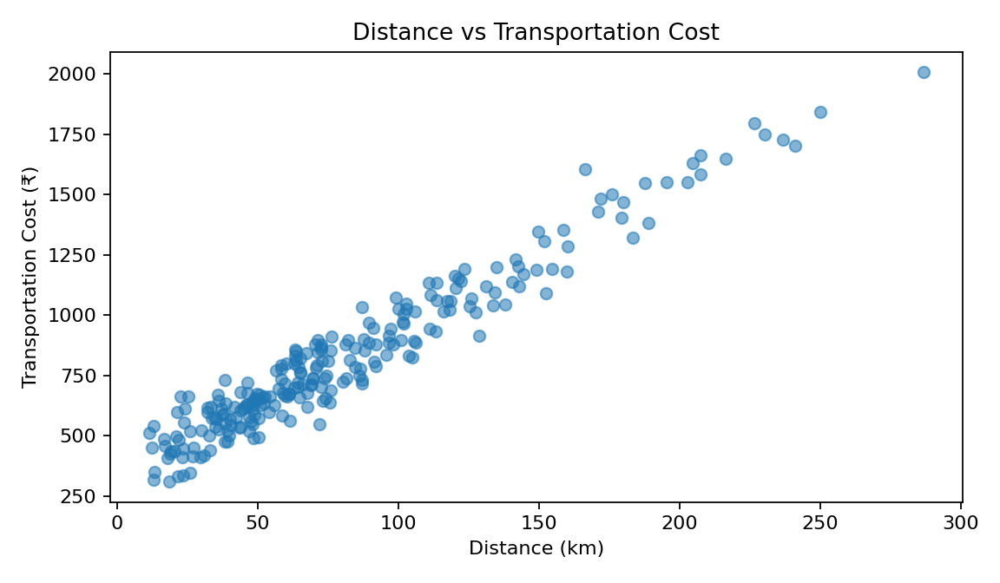 Distance vs Transportation Cost
Transportation Cost (₹)
2000
1750
1500
1250
1000
750
500
250
0 50 100 150 200 250 300
Distance (km)